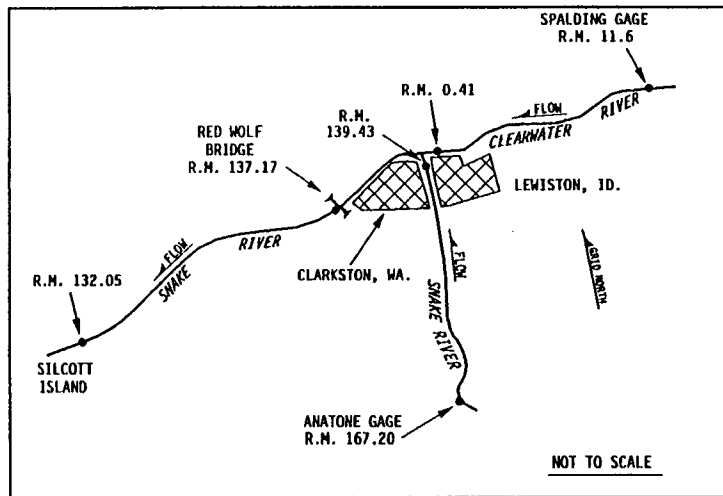 SPALDING GAGE
R.M. 11.6
R.M. 0.41
R.M.
139.43
FLOW
CLEARWATER
RIVER
RED WOLF
BRIDGE
R.M. 137.17
LEWISTON, ID.
RIVER
FLOW
SNAKE
CLARKSTON, WA.
FLOW
GRID NORTH
R.M. 132.05
SNAKE RIVER
SILCOTT
ISLAND
ANATONE GAGE
R.M. 167.20
NOT TO SCALE